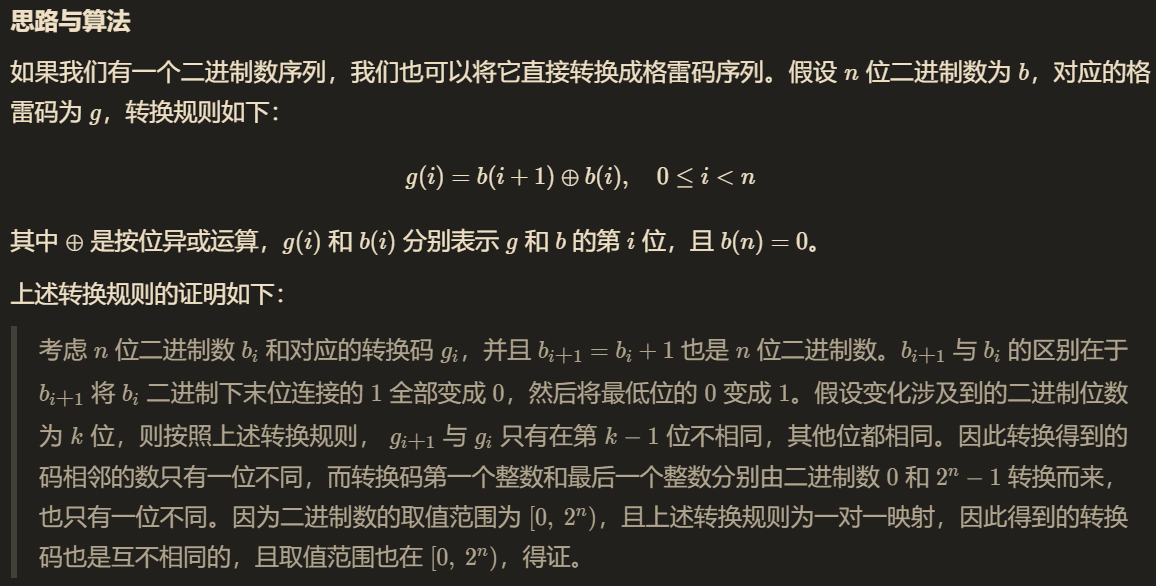 思路与算法
如果我们有一个二进制数序列，我们也可以将它直接转换成格雷码序列。假设 n 位二进制数为 b，对应的格
雷码为 g，转换规则如下：
g(i) = b(i + 1) ⊕ b(i),  0 ≤ i < n
其中 ⊕ 是按位异或运算，g(i) 和 b(i) 分别表示 g 和 b 的第 i 位，且 b(n) = 0。
上述转换规则的证明如下：
考虑 n 位二进制数 b_i 和对应的转换码 g_i，并且 b_{i+1} = b_i + 1 也是 n 位二进制数。b_{i+1} 与 b_i 的区别在于
b_{i+1} 将 b_i 二进制下末位连接的 1 全部变成 0，然后将最低位的 0 变成 1。假设变化涉及到的二进制位数
为 k 位，则按照上述转换规则， g_{i+1} 与 g_i 只有在第 k − 1 位不相同，其他位都相同。因此转换得到的
码相邻的数只有一位不同，而转换码第一个整数和最后一个整数分别由二进制数 0 和 2^n − 1 转换而来，
也只有一位不同。因为二进制数的取值范围为 [0, 2^n)，且上述转换规则为一对一映射，因此得到的转换
码也是互不相同的，且取值范围也在 [0, 2^n)，得证。